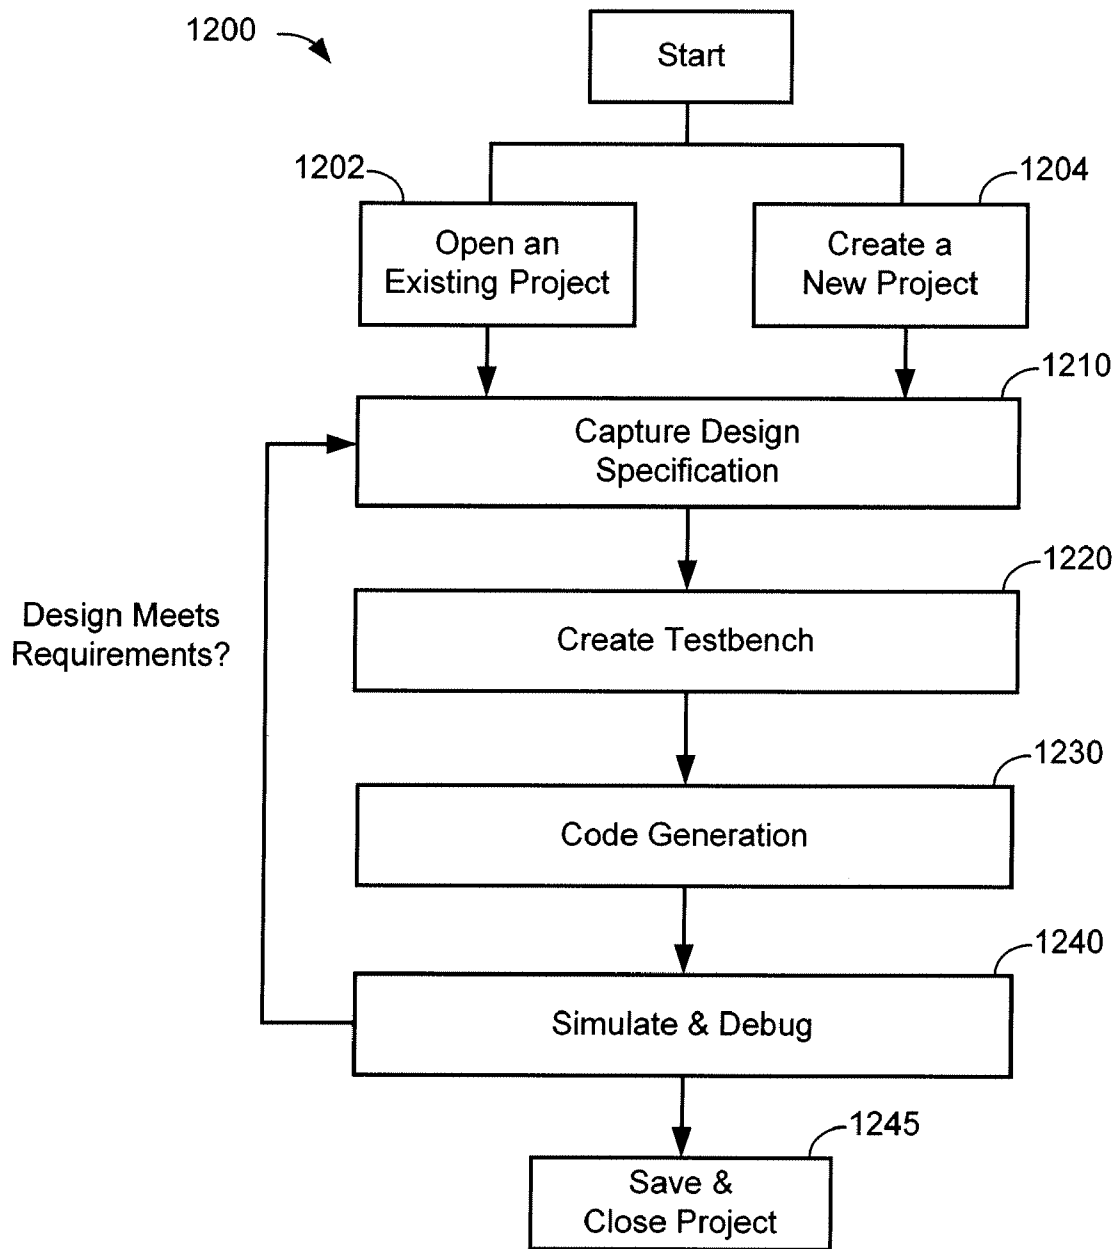 1200
Start
1202
1204
Open an
Existing Project
Create a
New Project
1210
Capture Design
Specification
1220
Design Meets
Requirements?
Create Testbench
1230
Code Generation
1240
Simulate & Debug
1245
Save &
Close Project